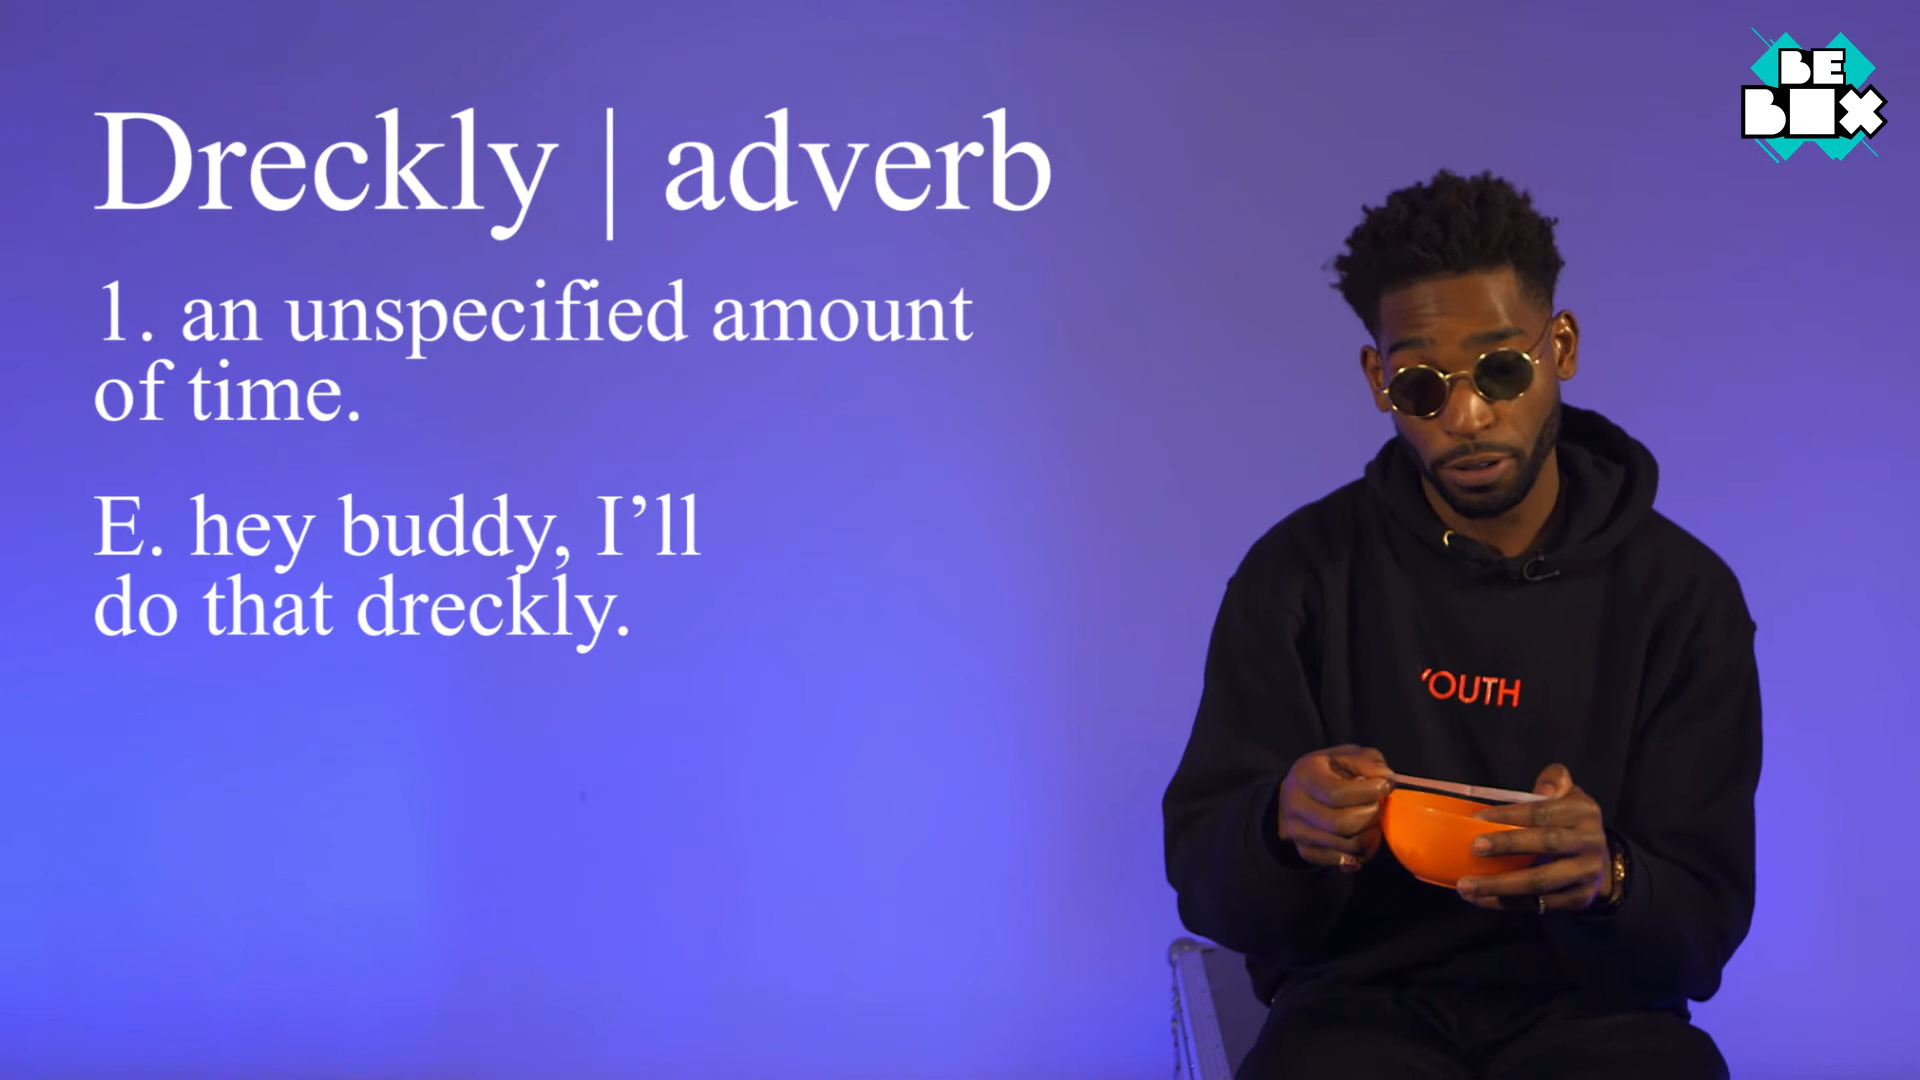 BE
BOX
Dreckly | adverb
1. an unspecified amount
of time.
E. hey buddy, I’ll
do that dreckly.
YOUTH